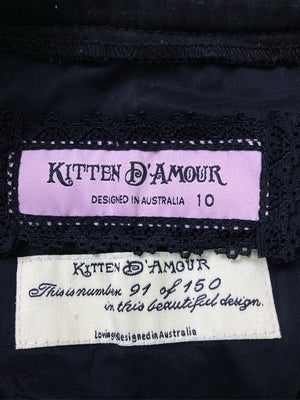 KITTEN D'AMOUR
DESIGNED IN AUSTRALIA 10
KITTEN D'AMOUR
This is number 91 of 150
in this beautiful design.
Lovingly Designed in Australia